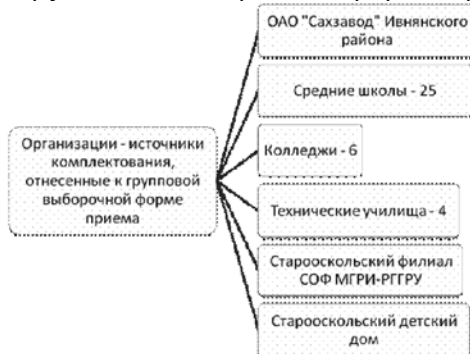 ОАО "Сахзавод" Ивнянского
района
Средние школы - 25
Организации - источники
комплектования,
отнесенные к групповой
выборочной форме
приема
Колледжи - 6
Технические училища - 4
Старооскольский филиал
СОФ МГРИ-РГГРУ
Старооскольский детский
дом